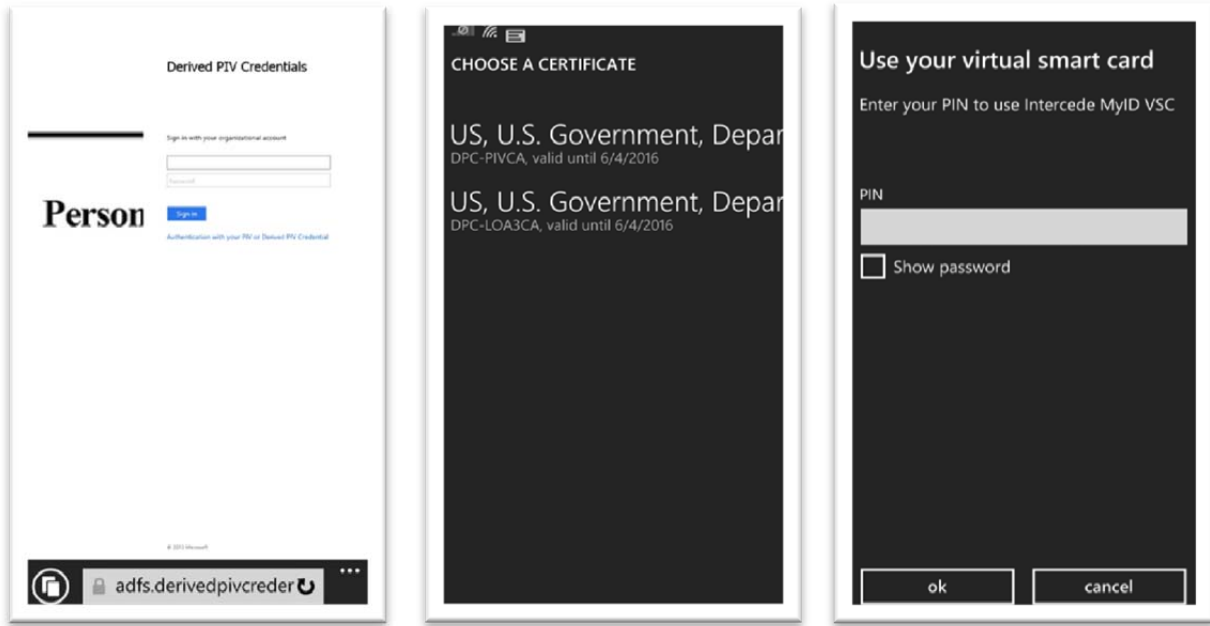 Derived PIV Credentials
Sign in with your organizational account
Password
Person
Sign in
Authentication with your PIV or Derived PIV Credential
© 2013 Microsoft
adfs.derivedpivcreder
CHOOSE A CERTIFICATE
US, U.S. Government, Depar
DPC-PIVCA, valid until 6/4/2016
US, U.S. Government, Depar
DPC-LOA3CA, valid until 6/4/2016
Use your virtual smart card
Enter your PIN to use Intercede MyID VSC
PIN
Show password
ok
cancel